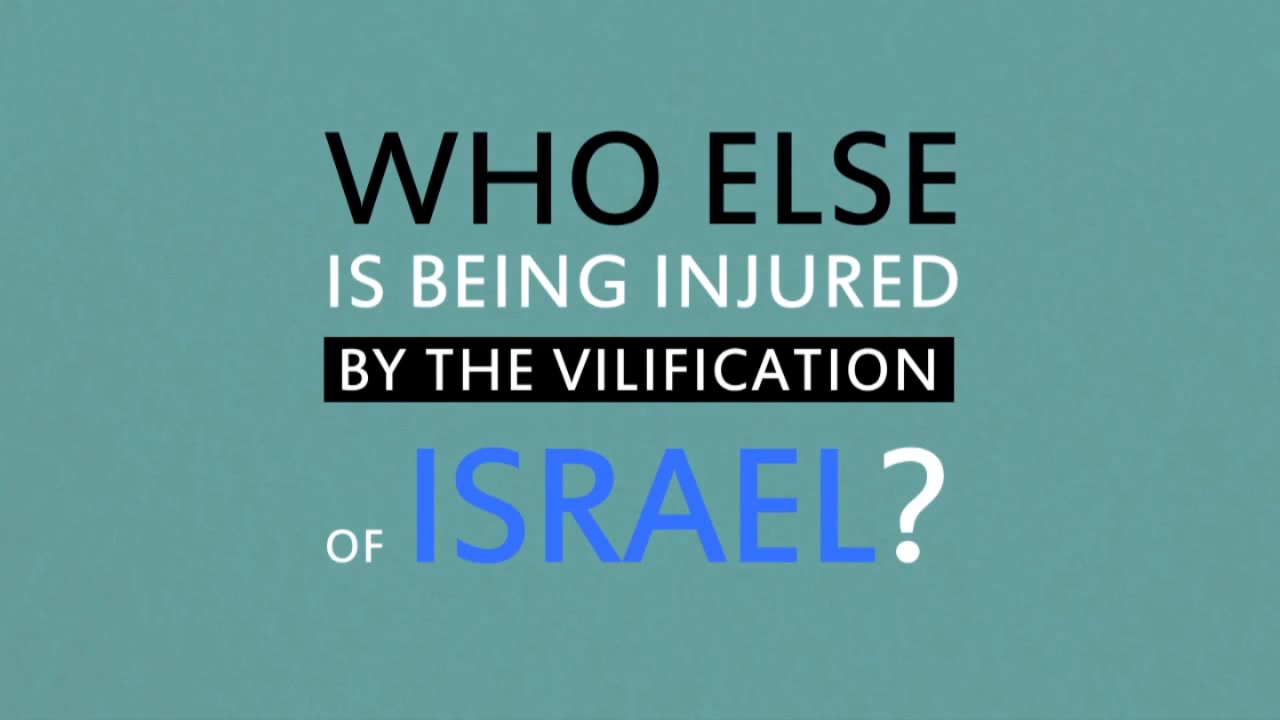 WHO ELSE
IS BEING INJURED
BY THE VILIFICATION
OF ISRAEL?